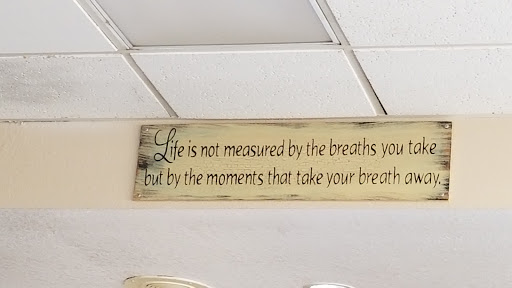 Life is not measured by the breaths you take
but by the moments that take your breath away.